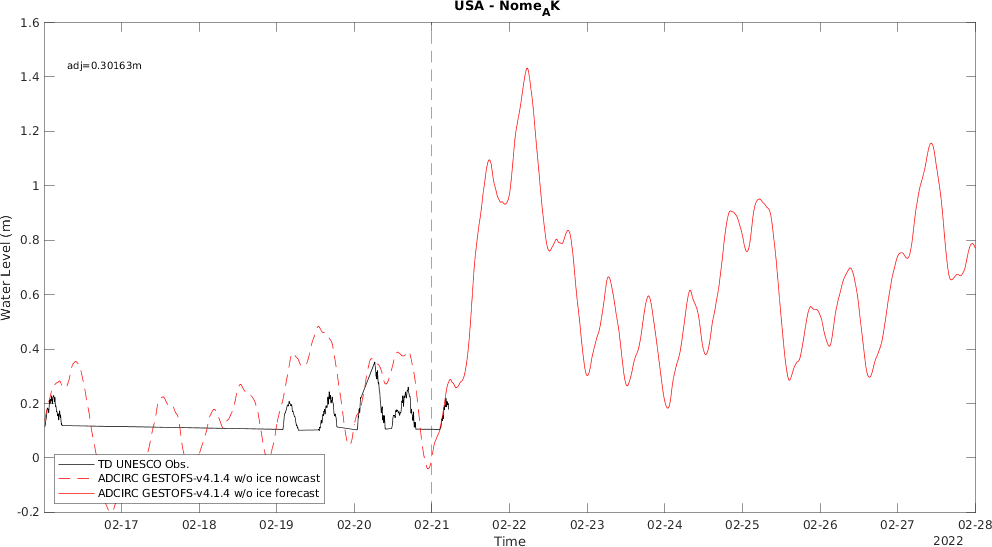 USA - Nome_AK
adj=0.30163m
1.6
1.4
1.2
1
0.8
0.6
0.4
0.2
0
-0.2
Water Level (m)
TD UNESCO Obs.
ADCIRC GESTOFS-v4.1.4 w/o ice nowcast
ADCIRC GESTOFS-v4.1.4 w/o ice forecast
02-17 02-18 02-19 02-20 02-21 02-22 02-23 02-24 02-25 02-26 02-27 02-28
Time
2022